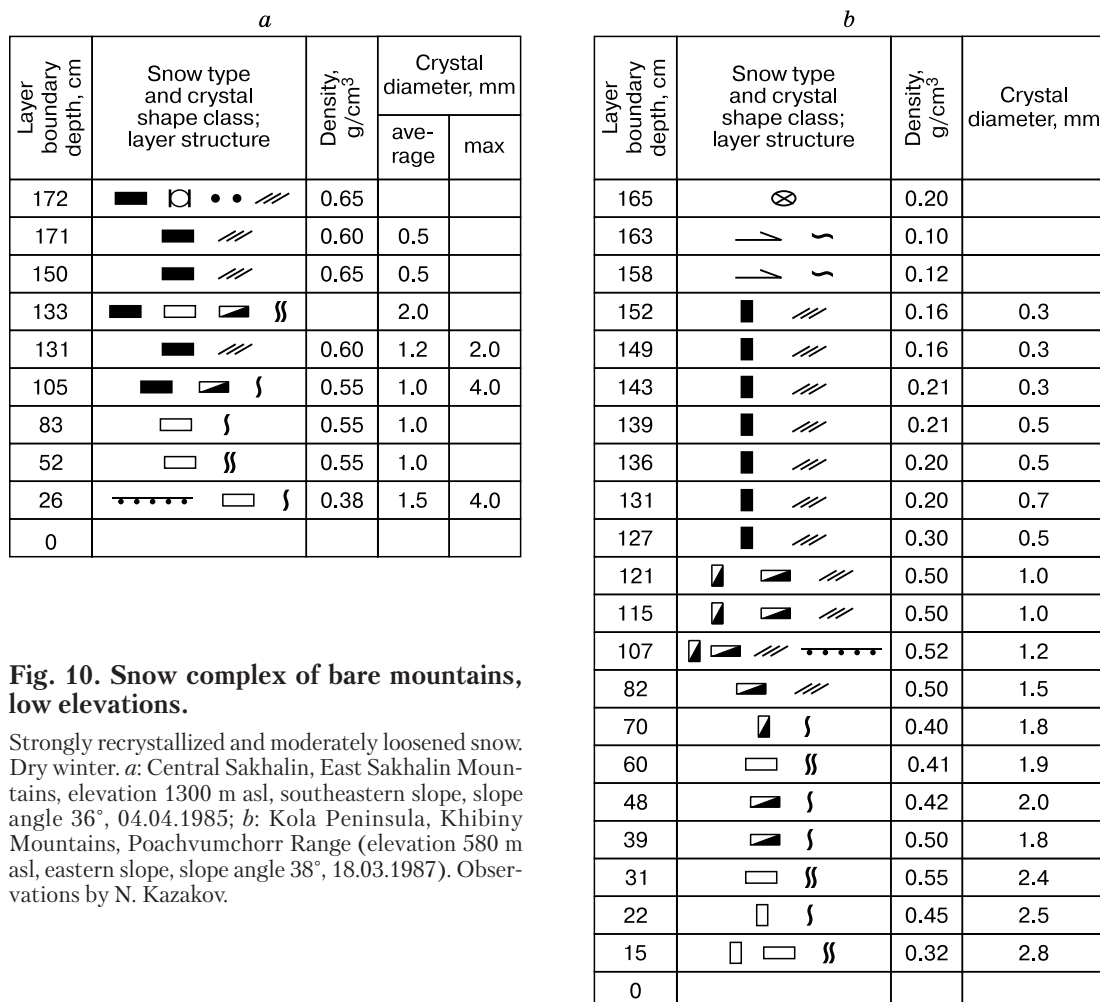 a
Layer boundary depth, cm
Snow type and crystal shape class; layer structure
Density, g/cm³
Crystal diameter, mm
ave-
rage
max
172 0.65
171 0.60 0.5
150 0.65 0.5
133 2.0
131 0.60 1.2 2.0
105 0.55 1.0 4.0
83 0.55 1.0
52 0.55 1.0
26 0.38 1.5 4.0
0
Fig. 10. Snow complex of bare mountains,
low elevations.
Strongly recrystallized and moderately loosened snow.
Dry winter. a: Central Sakhalin, East Sakhalin Moun-
tains, elevation 1300 m asl, southeastern slope, slope
angle 36°, 04.04.1985; b: Kola Peninsula, Khibiny
Mountains, Poachvumchorr Range (elevation 580 m
asl, eastern slope, slope angle 38°, 18.03.1987). Obser-
vations by N. Kazakov.
b
Layer boundary depth, cm
Snow type and crystal shape class; layer structure
Density, g/cm³
Crystal diameter, mm
165 0.20
163 0.10
158 0.12
152 0.16 0.3
149 0.16 0.3
143 0.21 0.3
139 0.21 0.5
136 0.20 0.5
131 0.20 0.7
127 0.30 0.5
121 0.50 1.0
115 0.50 1.0
107 0.52 1.2
82 0.50 1.5
70 0.40 1.8
60 0.41 1.9
48 0.42 2.0
39 0.50 1.8
31 0.55 2.4
22 0.45 2.5
15 0.32 2.8
0